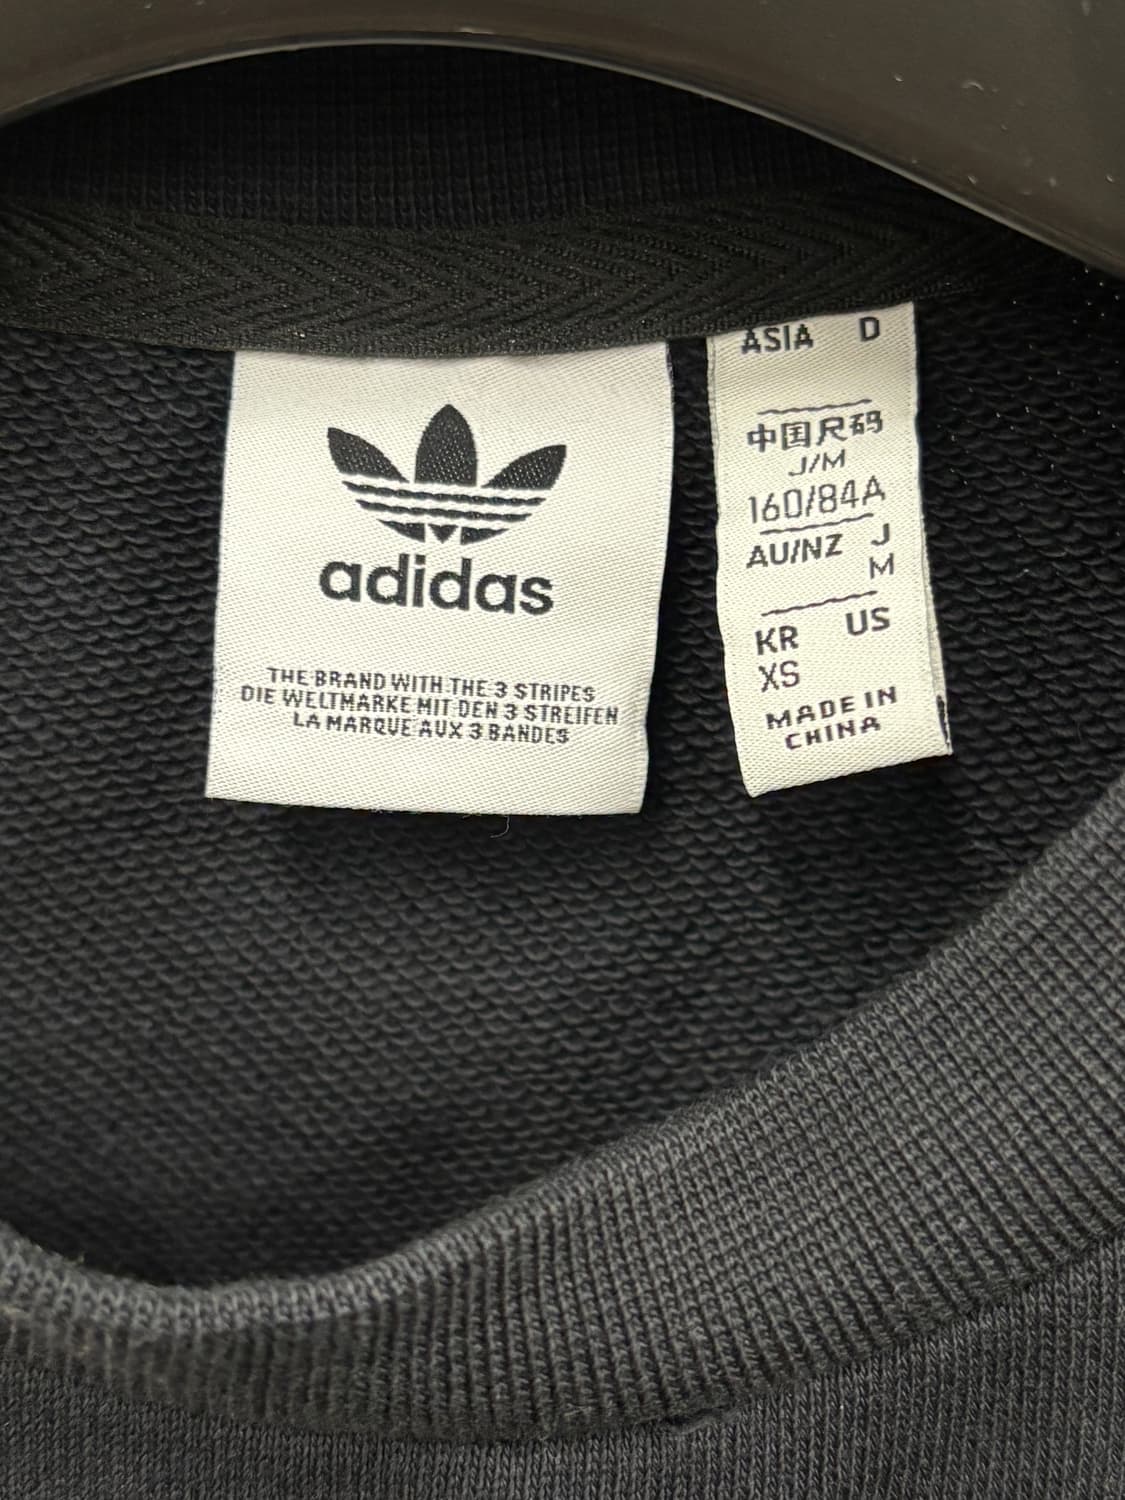 adidas
THE BRAND WITH THE 3 STRIPES
DIE WELTMARKE MIT DEN 3 STREIFEN
LA MARQUE AUX 3 BANDES
ASIA D
中国尺码
J/M
160/84A
AU/NZ J
M
KR US
XS
MADE IN
CHINA